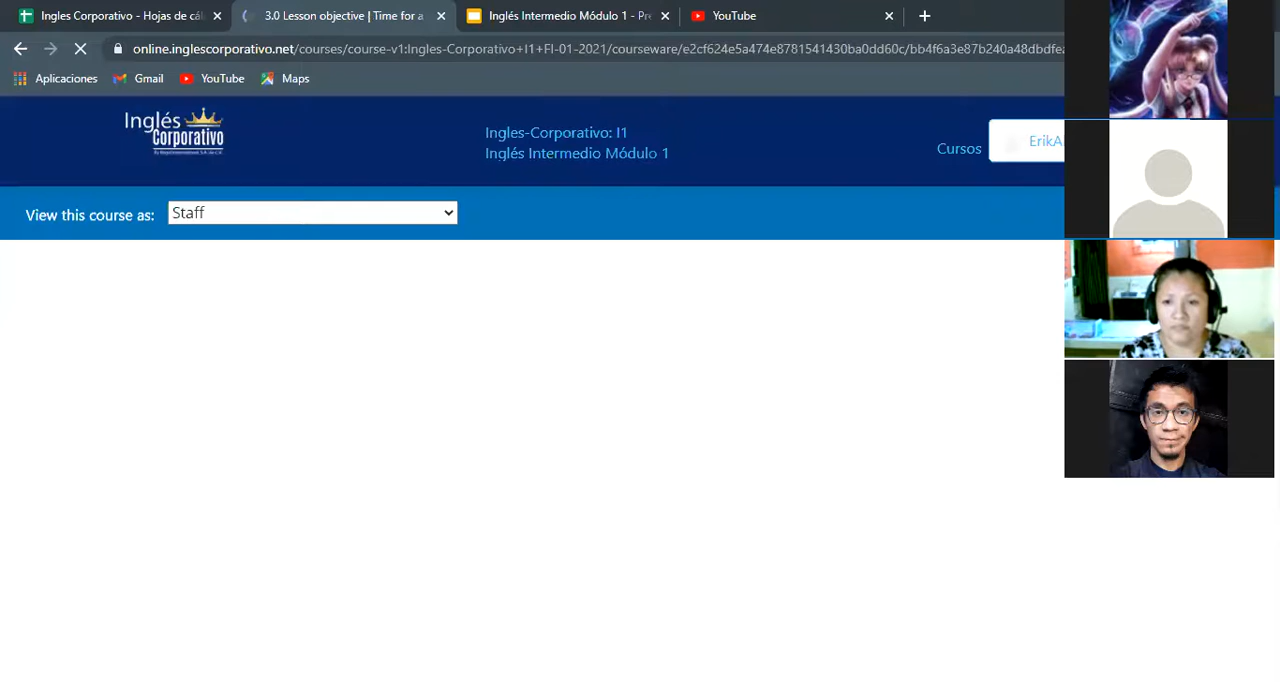 Ingles Corporativo - Hojas de cál
3.0 Lesson objective | Time for a
Inglés Intermedio Módulo 1 - Pre
YouTube
online.inglescorporativo.net/courses/course-v1:Ingles-Corporativo+I1+FI-01-2021/courseware/e2cf624e5a474e8781541430ba0dd60c/bb4f6a3e87b240a48dbdfea
Aplicaciones
Gmail
YouTube
Maps
Inglés
Corporativo
Ingles-Corporativo: I1
Inglés Intermedio Módulo 1
Cursos
ErikA
View this course as:
Staff